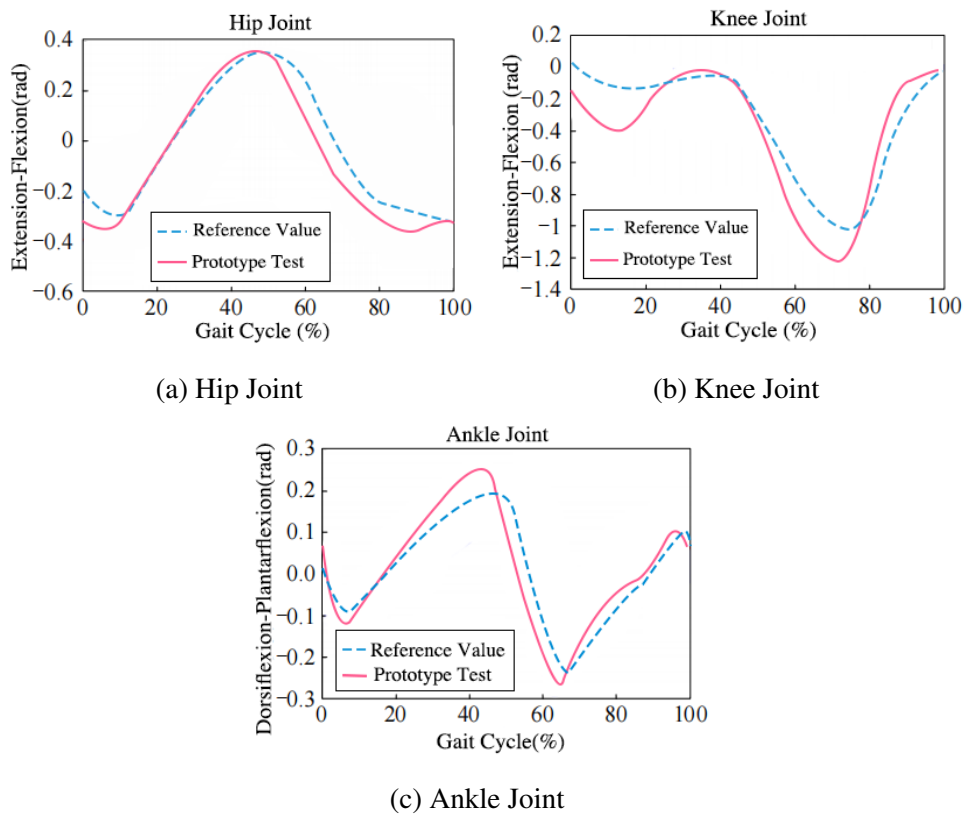 Hip Joint
Extension-Flexion(rad)
0.4
0.2
0
−0.2
−0.4
−0.6
Reference Value
Prototype Test
0 20 40 60 80 100
Gait Cycle (%)
(a) Hip Joint
Knee Joint
Extension-Flexion (rad)
0.2
0
−0.2
−0.4
−0.6
−0.8
−1
−1.2
−1.4
Reference Value
Prototype Test
0 20 40 60 80 100
Gait Cycle (%)
(b) Knee Joint
Ankle Joint
Dorsiflexion-Plantarflexion(rad)
0.3
0.2
0.1
0.0
−0.1
−0.2
−0.3
Reference Value
Prototype Test
0 20 40 60 80 100
Gait Cycle(%)
(c) Ankle Joint